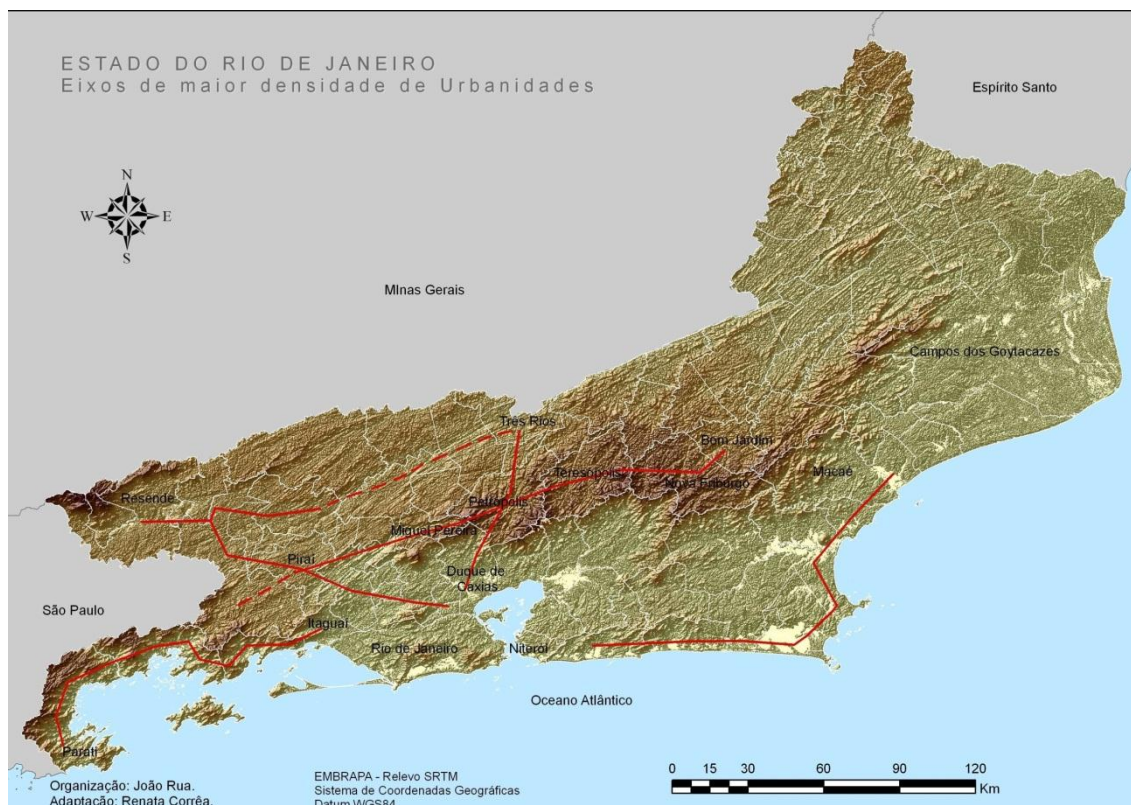 ESTADO DO RIO DE JANEIRO
Eixos de maior densidade de Urbanidades
Espírito Santo
N
W E
S
MInas Gerais
Campos dos Goytacazes
Três Rios
Bom Jardim
Teresópolis
Macaé
Nova Friburgo
Resende
Petrópolis
Miguel Pereira
Piraí
Duque de
Caxias
São Paulo
Itaguaí
Rio de Janeiro
Niterói
Oceano Atlântico
Parati
Organização: João Rua.
Adaptação: Renata Corrêa.
EMBRAPA - Relevo SRTM
Sistema de Coordenadas Geográficas
Datum WGS84
0 15 30 60 90 120
Km